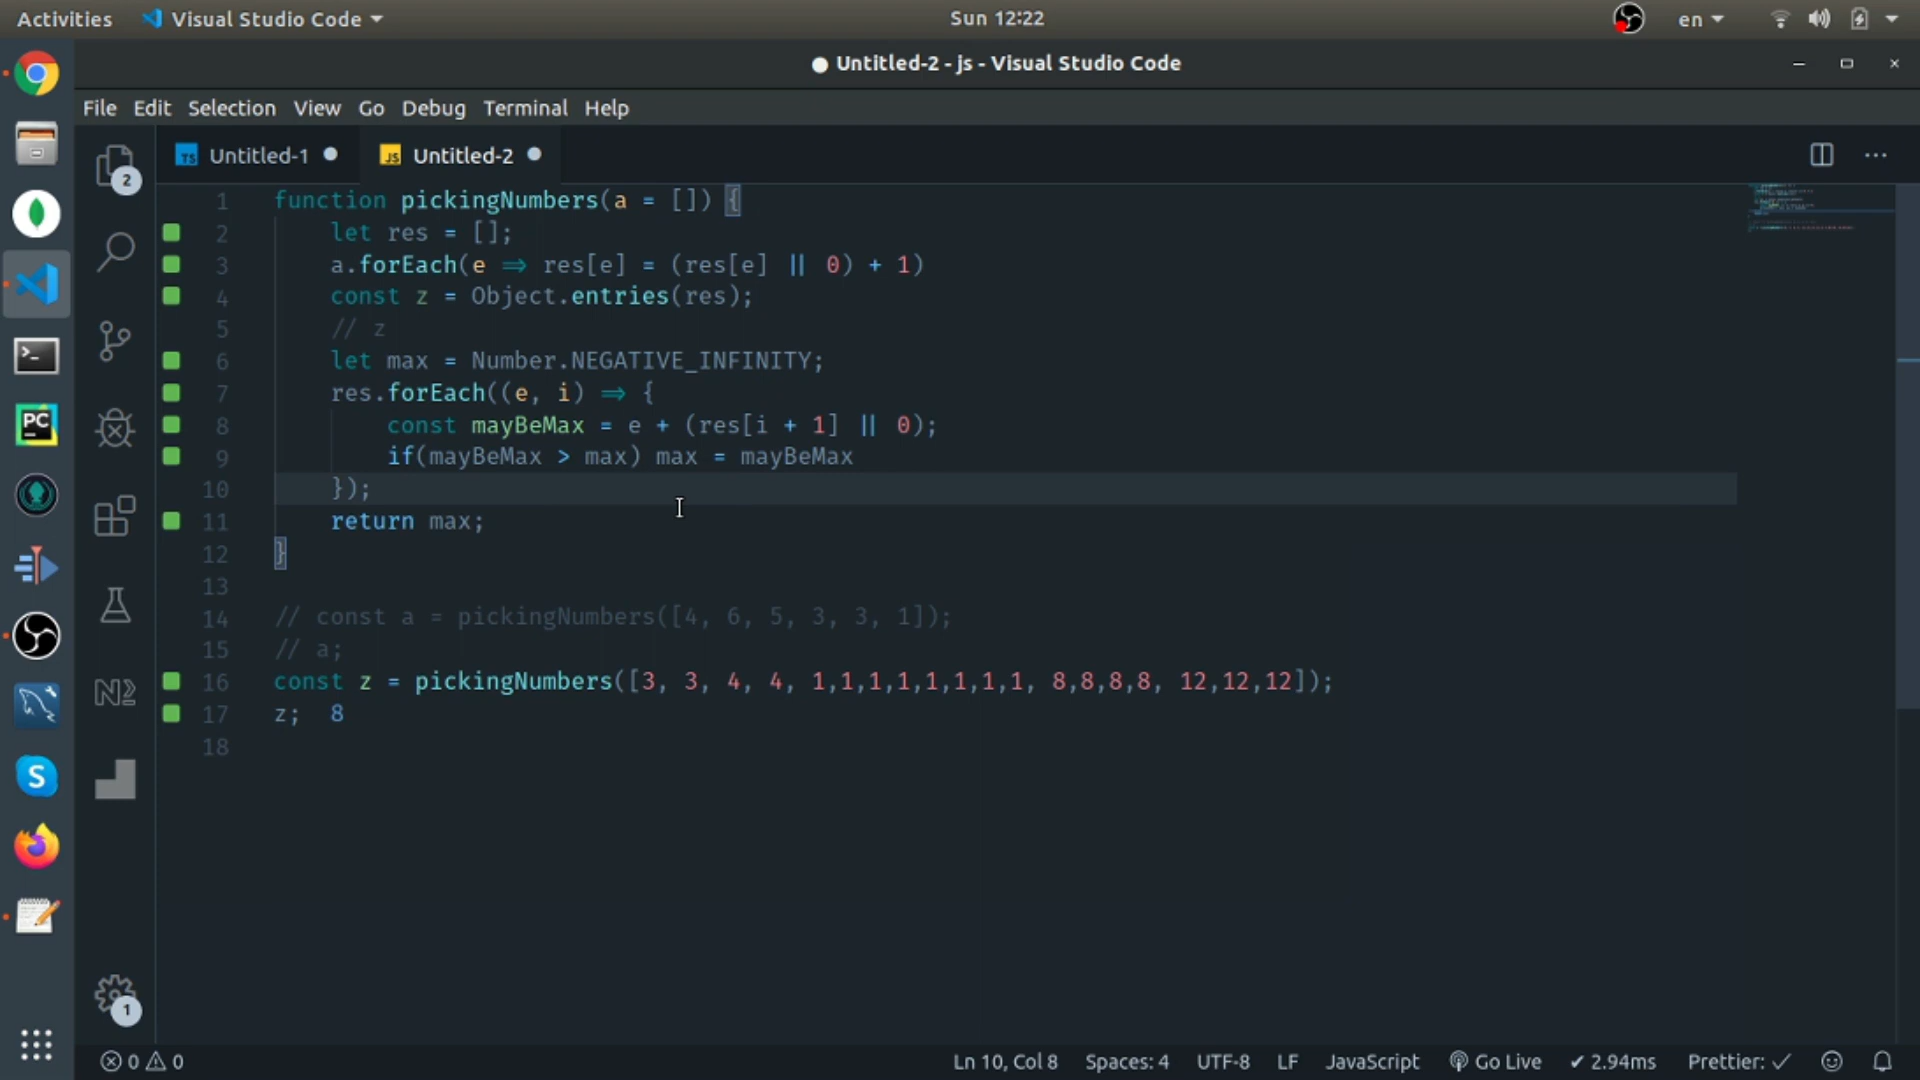 Activities Visual Studio Code Sun 12:22 en
Untitled-2 - js - Visual Studio Code
File Edit Selection View Go Debug Terminal Help
TS Untitled-1 JS Untitled-2
2
1 function pickingNumbers(a = []) {
2 let res = [];
3 a.forEach(e => res[e] = (res[e] || 0) + 1)
4 const z = Object.entries(res);
5 // z
6 let max = Number.NEGATIVE_INFINITY;
7 res.forEach((e, i) => {
8 const mayBeMax = e + (res[i + 1] || 0);
9 if(mayBeMax > max) max = mayBeMax
10 });
11 return max;
12 }
13
14 // const a = pickingNumbers([4, 6, 5, 3, 3, 1]);
15 // a;
16 const z = pickingNumbers([3, 3, 4, 4, 1,1,1,1,1,1,1,1, 8,8,8,8, 12,12,12]);
17 z; 8
18
PC
S
1
0 0 Ln 10, Col 8 Spaces: 4 UTF-8 LF JavaScript Go Live ✓ 2.94ms Prettier: ✓